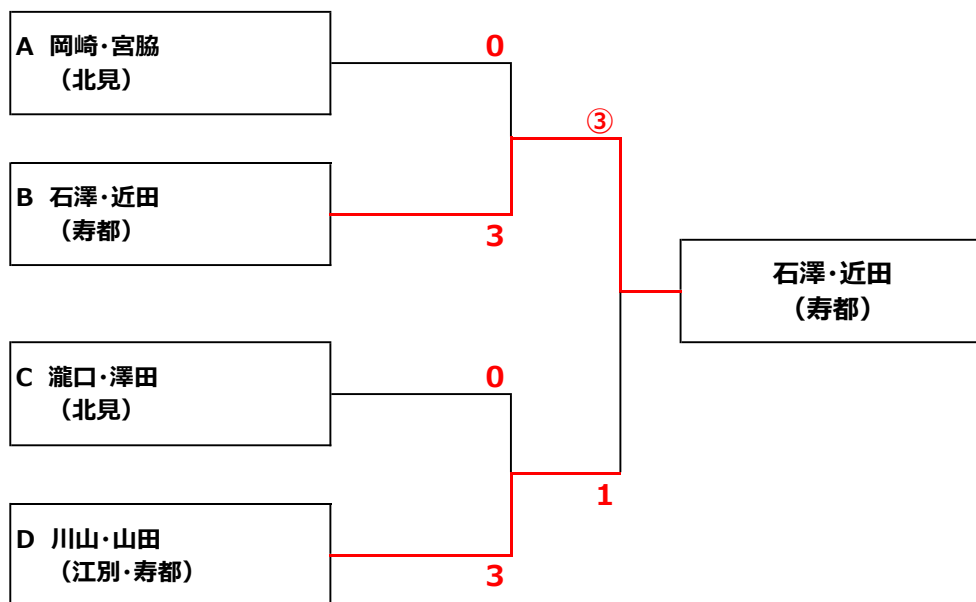 A 岡崎・宮脇
（北見）
0
③
B 石澤・近田
（寿都）
3
石澤・近田
（寿都）
C 瀧口・澤田
（北見）
0
1
D 川山・山田
（江別・寿都）
3